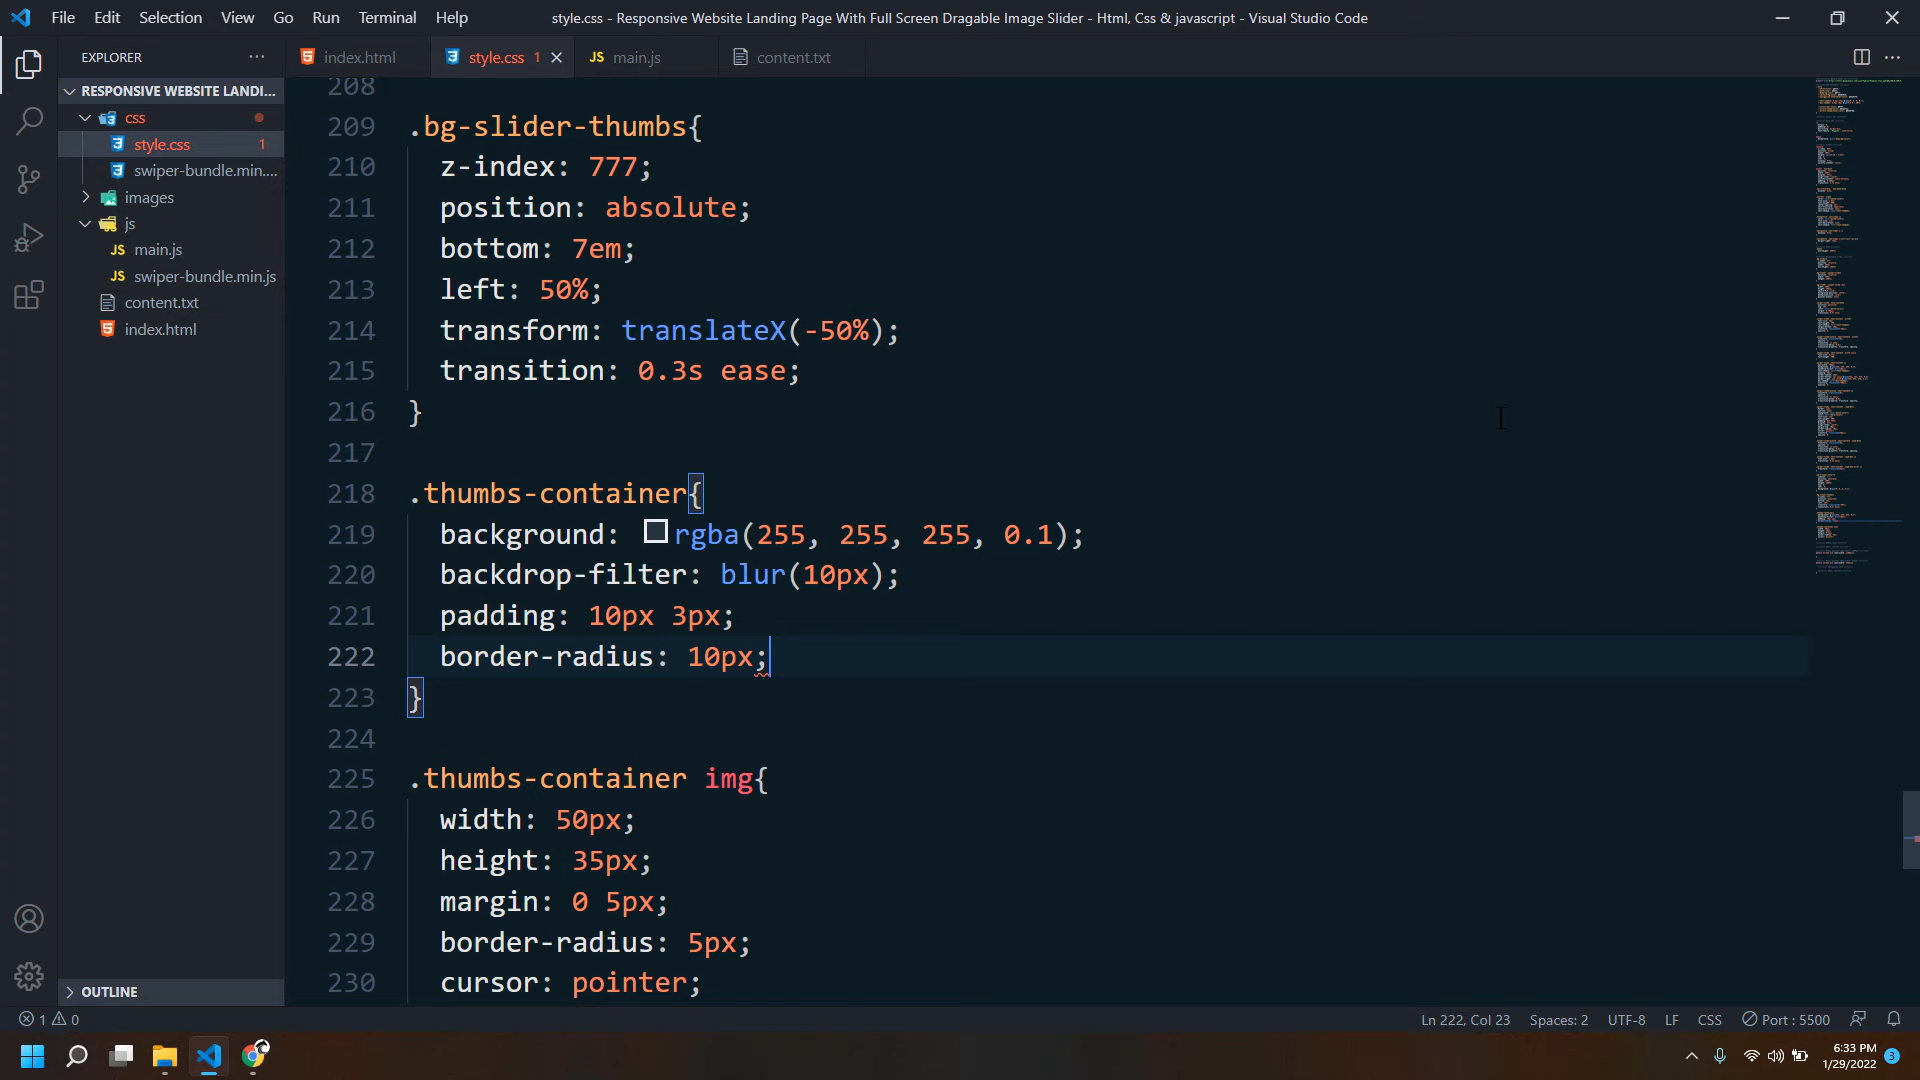 File Edit Selection View Go Run Terminal Help
style.css - Responsive Website Landing Page With Full Screen Dragable Image Slider - Html, Css & javascript - Visual Studio Code
EXPLORER
index.html
style.css 1
JS main.js
content.txt
RESPONSIVE WEBSITE LANDI...
css
style.css 1
swiper-bundle.min....
images
js
JS main.js
JS swiper-bundle.min.js
content.txt
index.html
OUTLINE
208
209 .bg-slider-thumbs{
210 z-index: 777;
211 position: absolute;
212 bottom: 7em;
213 left: 50%;
214 transform: translateX(-50%);
215 transition: 0.3s ease;
216 }
217
218 .thumbs-container{
219 background: rgba(255, 255, 255, 0.1);
220 backdrop-filter: blur(10px);
221 padding: 10px 3px;
222 border-radius: 10px;
223 }
224
225 .thumbs-container img{
226 width: 50px;
227 height: 35px;
228 margin: 0 5px;
229 border-radius: 5px;
230 cursor: pointer;
1 0
Ln 222, Col 23 Spaces: 2 UTF-8 LF CSS Port : 5500
6:33 PM
1/29/2022
3